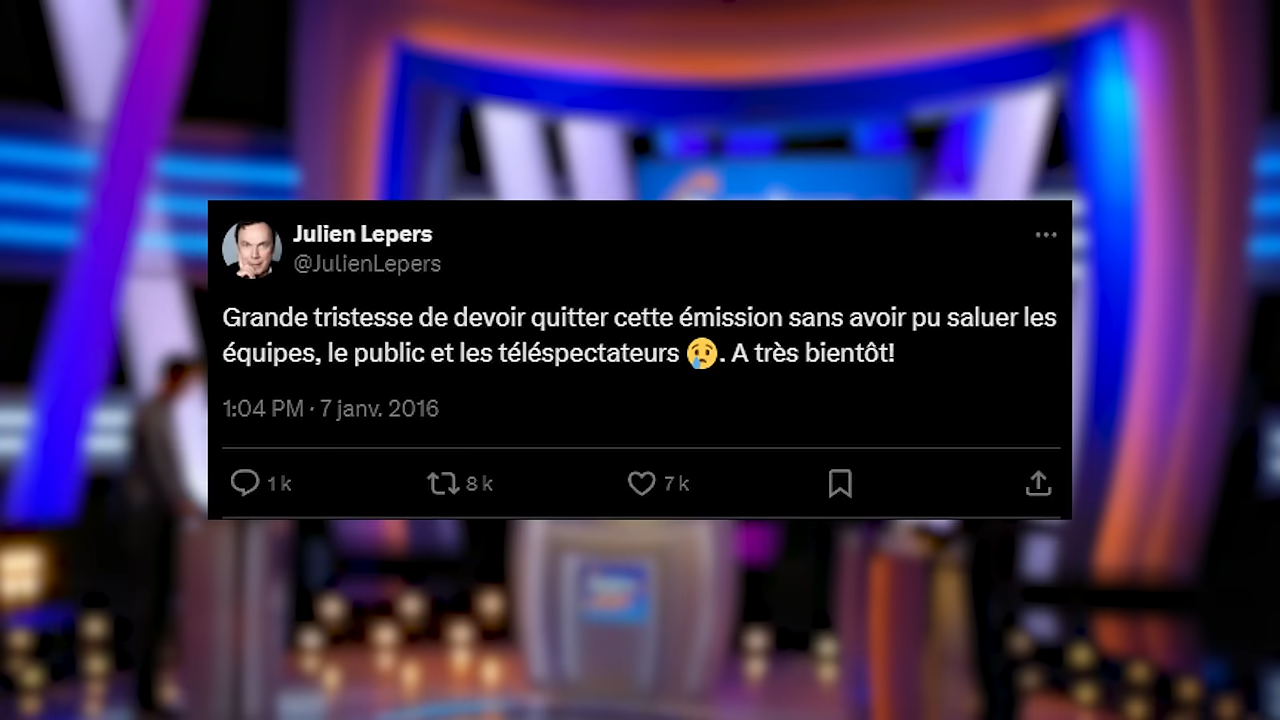 Julien Lepers
@JulienLepers
Grande tristesse de devoir quitter cette émission sans avoir pu saluer les
équipes, le public et les téléspectateurs 😢. A très bientôt!
1:04 PM · 7 janv. 2016
1 k 8 k 7 k